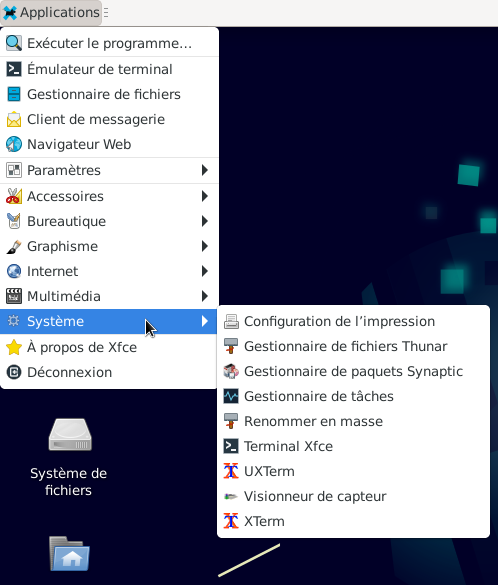 Applications
Exécuter le programme...
Émulateur de terminal
Gestionnaire de fichiers
Client de messagerie
Navigateur Web
Paramètres
Accessoires
Bureautique
Graphisme
Internet
Multimédia
Système
À propos de Xfce
Déconnexion
Configuration de l’impression
Gestionnaire de fichiers Thunar
Gestionnaire de paquets Synaptic
Gestionnaire de tâches
Renommer en masse
Terminal Xfce
UXTerm
Visionneur de capteur
XTerm
Système de
fichiers